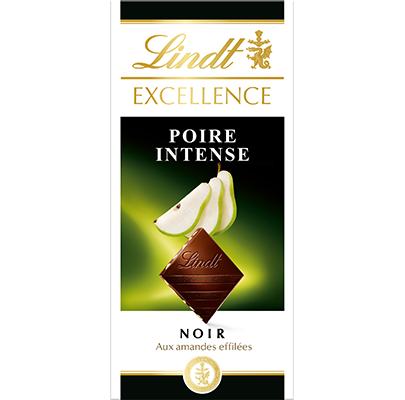 Lindt
EXCELLENCE
POIRE
INTENSE
Lindt
NOIR
Aux amandes effilées